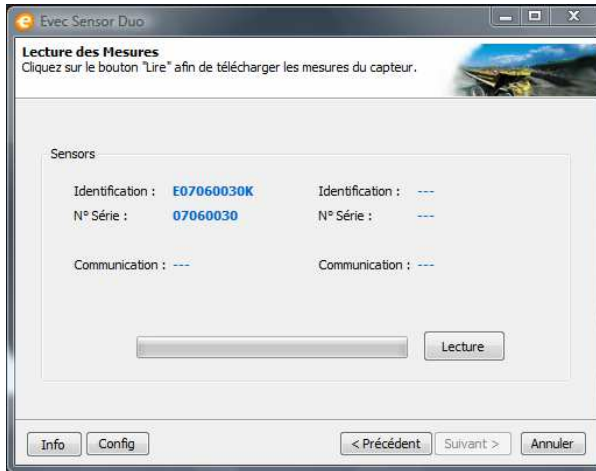 e Evec Sensor Duo
Lecture des Mesures
Cliquez sur le bouton "Lire" afin de télécharger les mesures du capteur.
Sensors
Identification : E07060030K Identification : ---
N° Série : 07060030 N° Série : ---
Communication : --- Communication : ---
Lecture
Info Config < Précédent Suivant > Annuler